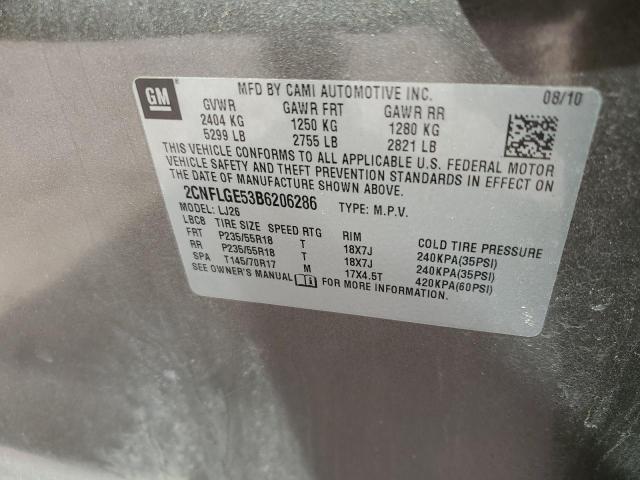 GM
MFD BY CAMI AUTOMOTIVE INC. 08/10
GVWR GAWR FRT GAWR RR
2404 KG 1250 KG 1280 KG
5299 LB 2755 LB 2821 LB
THIS VEHICLE CONFORMS TO ALL APPLICABLE U.S. FEDERAL MOTOR
VEHICLE SAFETY AND THEFT PREVENTION STANDARDS IN EFFECT ON
THE DATE OF MANUFACTURE SHOWN ABOVE.
2CNFLGE53B6206286 TYPE: M.P.V.
MODEL: LJ26
LBC8 TIRE SIZE SPEED RTG RIM COLD TIRE PRESSURE
FRT P235/55R18 T 18X7J 240KPA(35PSI)
RR P235/55R18 T 18X7J 240KPA(35PSI)
SPA T145/70R17 M 17X4.5T 420KPA(60PSI)
SEE OWNER'S MANUAL FOR MORE INFORMATION.